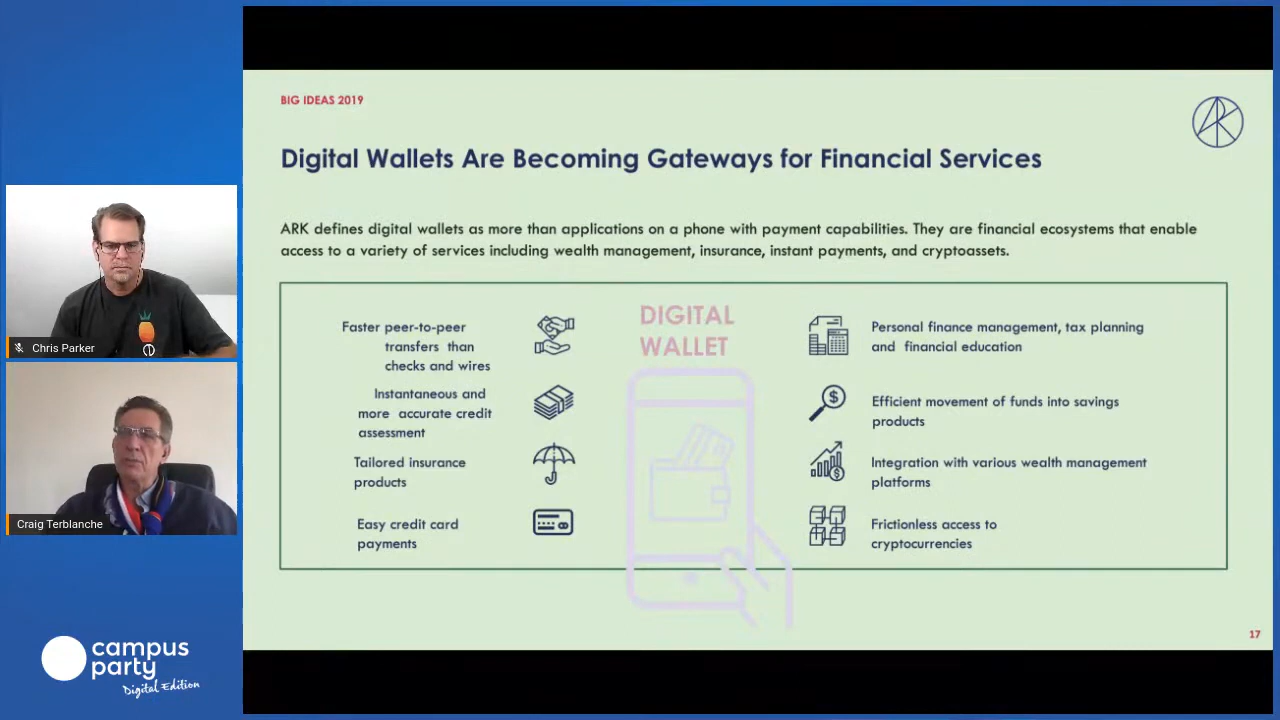 BIG IDEAS 2019
ARK
Digital Wallets Are Becoming Gateways for Financial Services
ARK defines digital wallets as more than applications on a phone with payment capabilities. They are financial ecosystems that enable
access to a variety of services including wealth management, insurance, instant payments, and cryptoassets.
DIGITAL
WALLET
Faster peer-to-peer
transfers than
checks and wires
Instantaneous and
more accurate credit
assessment
Tailored insurance
products
Easy credit card
payments
Personal finance management, tax planning
and financial education
Efficient movement of funds into savings
products
Integration with various wealth management
platforms
Frictionless access to
cryptocurrencies
17
Chris Parker
Craig Terblanche
campus
party
Digital Edition